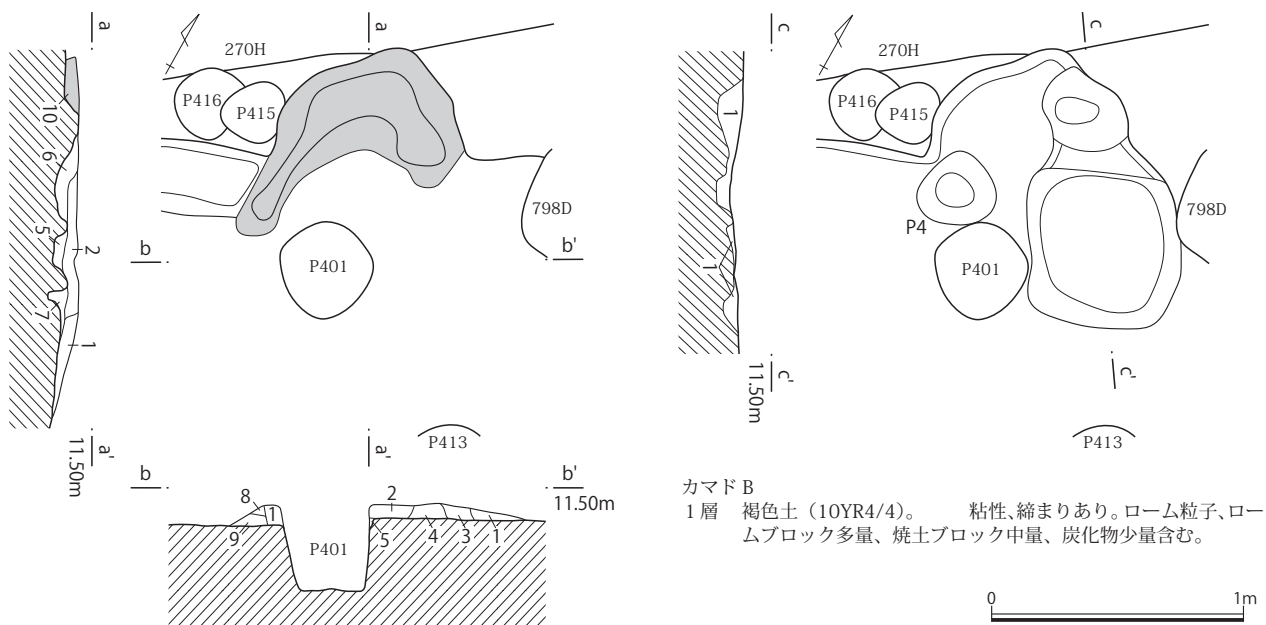 a
270H
P416
P415
798D
b
b'
P401
10
6
5
2
7
1
a
a'
11.50m
a'
P413
b
b'
11.50m
8
1
9
2
5
4
3
1
P401
c
270H
P416
P415
798D
P4
P401
1
1
c
c'
11.50m
c'
P413
カマド B
1層 褐色土（10YR4/4）。 粘性、締まりあり。ローム粒子、ロー
ムブロック多量、焼土ブロック中量、炭化物少量含む。
0
1m